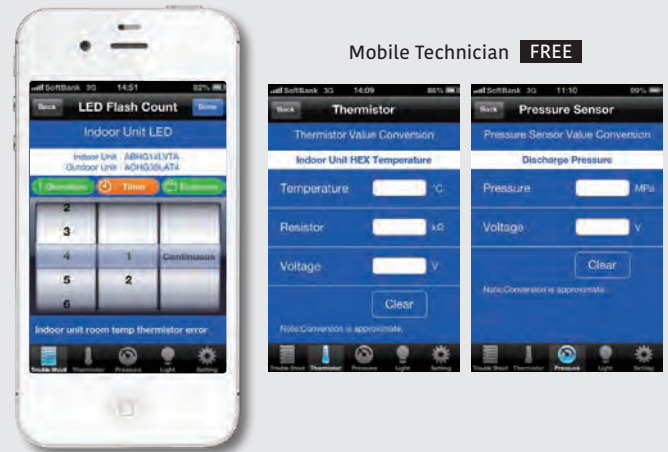 Mobile Technician FREE
SoftBank 3G 14:51 82%
Back LED Flash Count Done
Indoor Unit LED
Indoor Unit : ABHG14LVTA
Outdoor Unit : AOHG36LAT4
Operation Timer Economy
2
3
4 1 Continuous
5 2
6
Indoor unit room temp thermistor error
Trouble Shoot Thermistor Pressure Light Setting
SoftBank 3G 14:09 86%
Back Thermistor
Thermistor Value Conversion
Indoor Unit HEX Temperature
Temperature °C
Resistor kΩ
Voltage V
Clear
Note:Conversion is approximate.
Trouble Shoot Thermistor Pressure Light Setting
SoftBank 3G 11:10 99%
Back Pressure Sensor
Pressure Sensor Value Conversion
Discharge Pressure
Pressure MPa
Voltage V
Clear
Note:Conversion is approximate.
Trouble Shoot Thermistor Pressure Light Setting